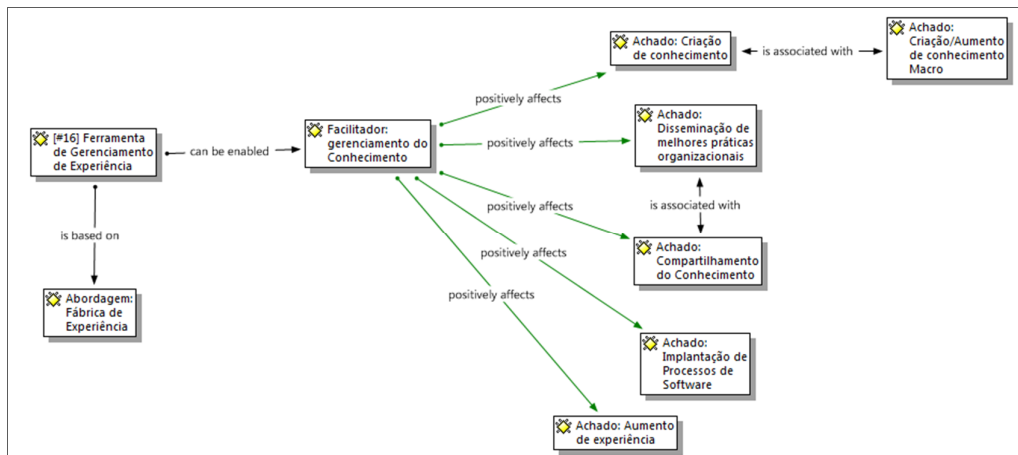 Achado: Criação
de conhecimento
is associated with
Achado:
Criação/Aumento
de conhecimento
Macro
positively affects
[#16] Ferramenta
de Gerenciamento
de Experiência
can be enabled
Facilitador:
gerenciamento do
Conhecimento
positively affects
Achado:
Disseminação de
melhores práticas
organizacionais
is associated with
positively affects
is based on
Achado:
Compartilhamento
do Conhecimento
positively affects
positively affects
Abordagem:
Fábrica de
Experiência
Achado:
Implantação de
Processos de
Software
Achado: Aumento
de experiência